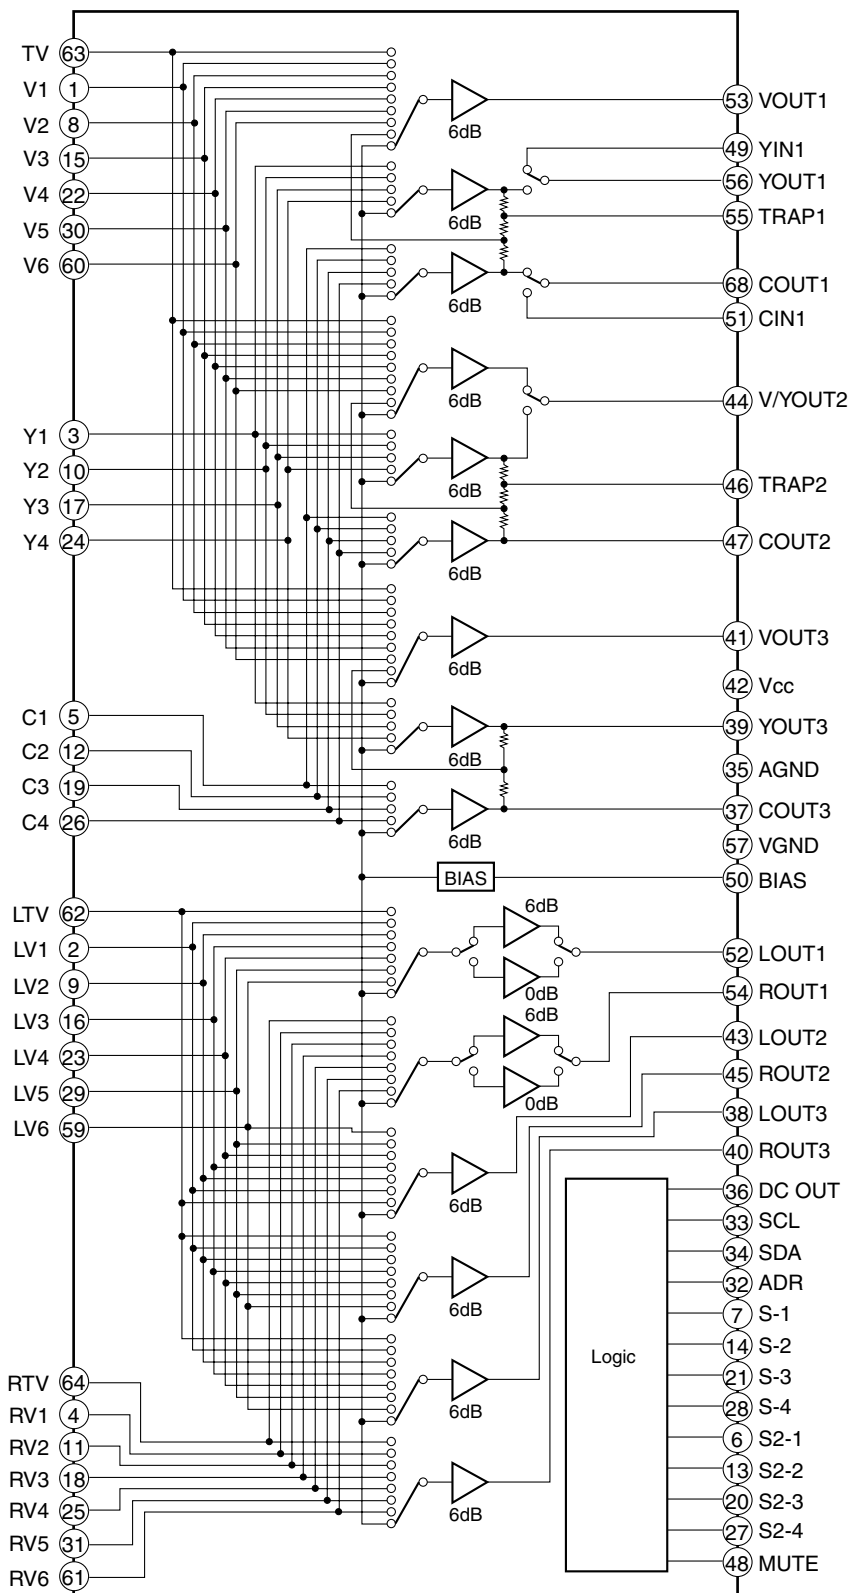 TV 63
V1 1
V2 8
V3 15
V4 22
V5 30
V6 60
Y1 3
Y2 10
Y3 17
Y4 24
C1 5
C2 12
C3 19
C4 26
LTV 62
LV1 2
LV2 9
LV3 16
LV4 23
LV5 29
LV6 59
RTV 64
RV1 4
RV2 11
RV3 18
RV4 25
RV5 31
RV6 61
6dB
6dB
6dB
6dB
6dB
6dB
6dB
6dB
6dB
BIAS
6dB
0dB
6dB
0dB
6dB
6dB
6dB
6dB
Logic
53 VOUT1
49 YIN1
56 YOUT1
55 TRAP1
68 COUT1
51 CIN1
44 V/YOUT2
46 TRAP2
47 COUT2
41 VOUT3
42 Vcc
39 YOUT3
35 AGND
37 COUT3
57 VGND
50 BIAS
52 LOUT1
54 ROUT1
43 LOUT2
45 ROUT2
38 LOUT3
40 ROUT3
36 DC OUT
33 SCL
34 SDA
32 ADR
7 S-1
14 S-2
21 S-3
28 S-4
6 S2-1
13 S2-2
20 S2-3
27 S2-4
48 MUTE